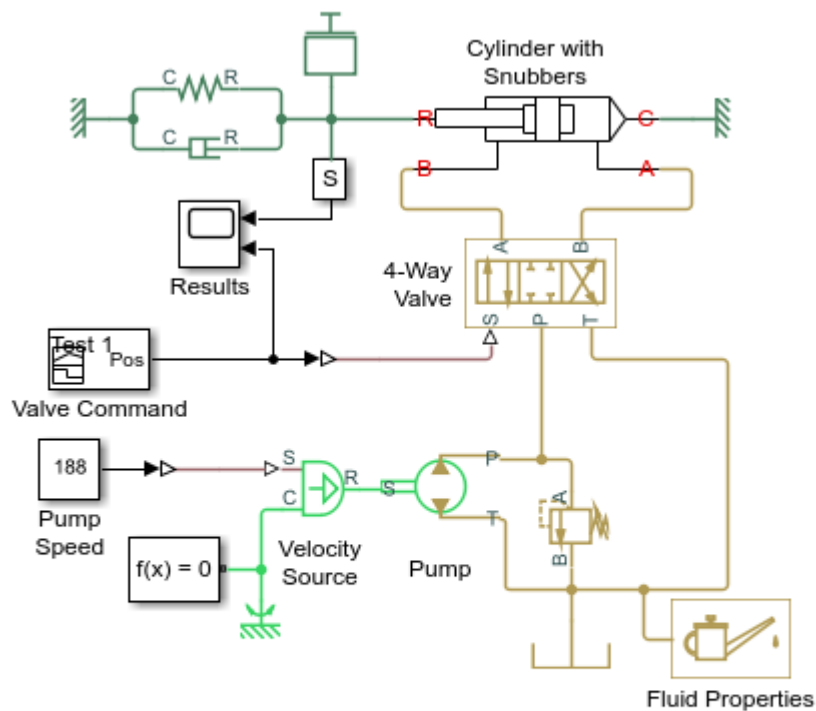 Cylinder with
Snubbers
C R
C R
R C
B A
S
Results
4-Way
Valve
A B
S P T
Test 1
Pos
Valve Command
188
Pump
Speed
S
C
R
Velocity
Source
S
P
T
Pump
A
B
f(x) = 0
Fluid Properties